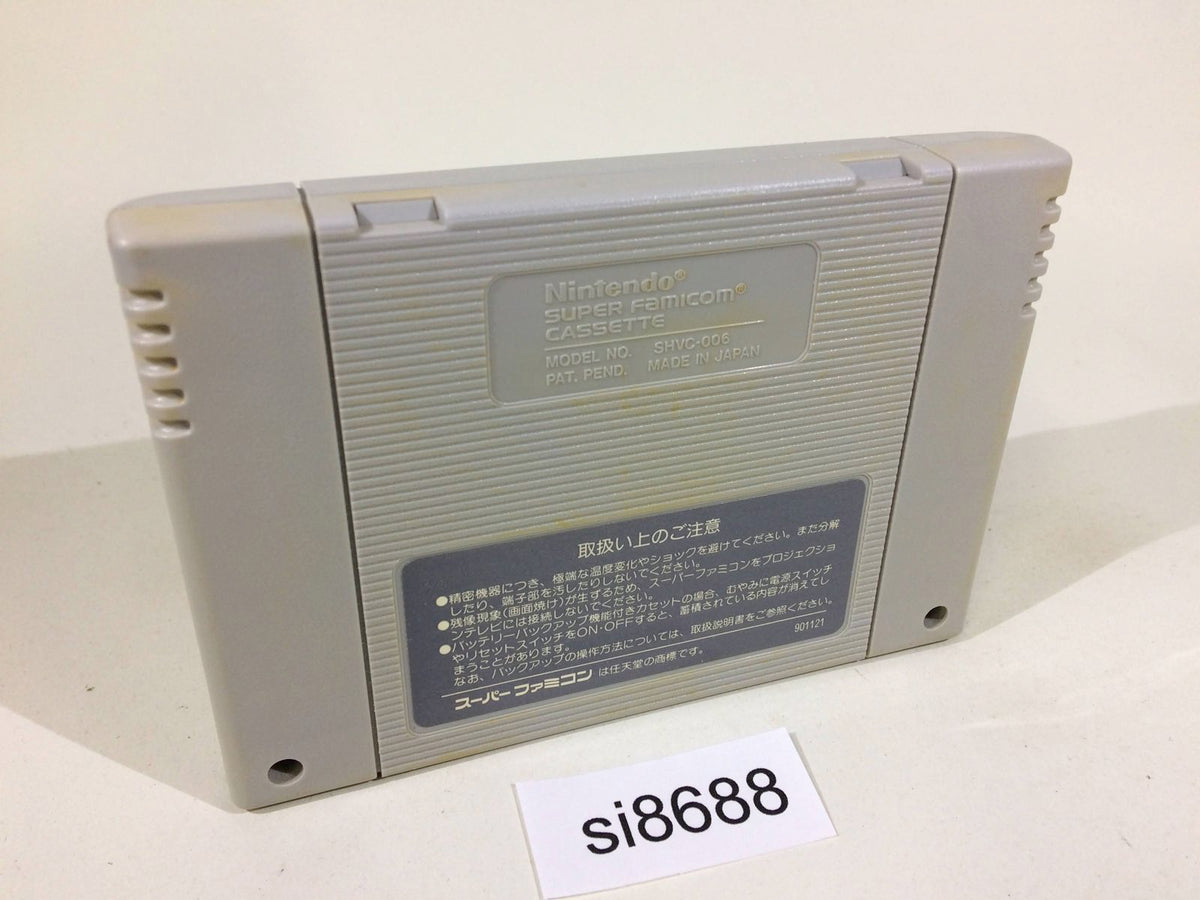 Nintendo®
SUPER FAMICOM®
CASSETTE
MODEL NO. SHVC-006
PAT. PEND. MADE IN JAPAN
取扱い上のご注意
●精密機器につき、極端な温度変化やショックを避けてください。また分解
したり、端子部を汚したりしないでください。
●残像現象(画面焼け)が生ずるため、スーパーファミコンをプロジェクショ
ンテレビには接続しないでください。
●バッテリーバックアップ機能付きカセットの場合、むやみに電源スイッチ
やリセットスイッチをON・OFFすると、蓄積されている内容が消えてし
まうことがあります。
なお、バックアップの操作方法については、取扱説明書をご参照ください。
901121
スーパーファミコン は任天堂の商標です。
si8688